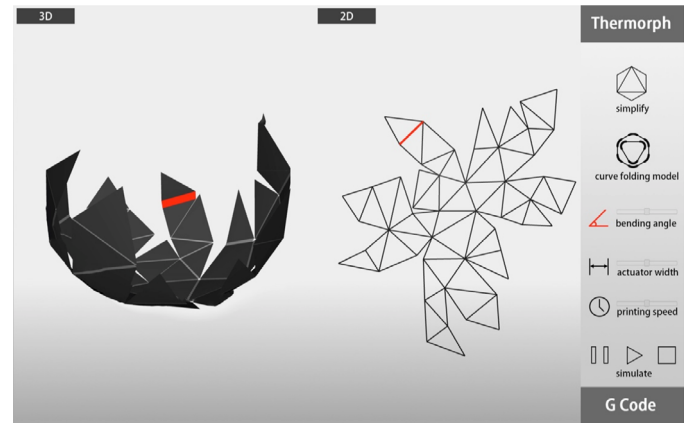 3D
2D
Thermorph
simplify
curve folding model
bending angle
actuator width
printing speed
simulate
G Code